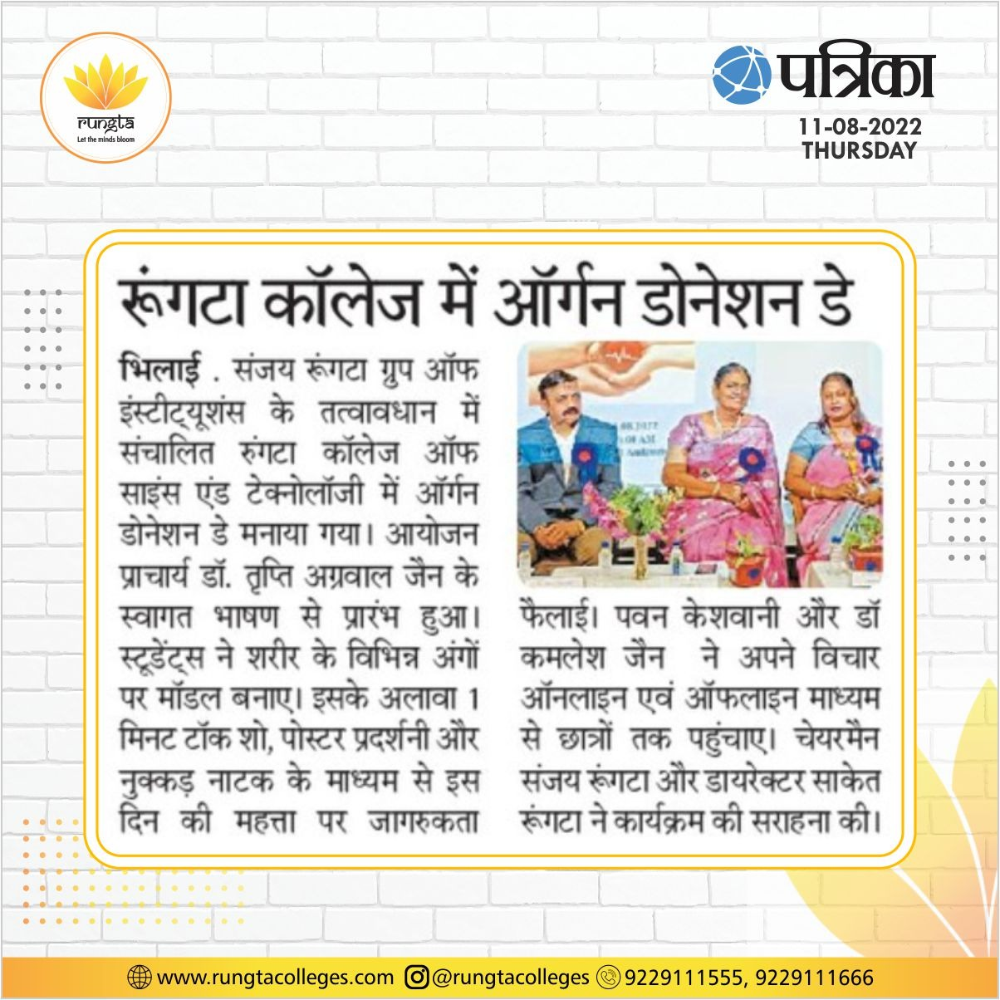 rungta
Let the minds bloom
पत्रिका
11-08-2022
THURSDAY
रूंगटा कॉलेज में ऑर्गन डोनेशन डे
भिलाई . संजय रूंगटा ग्रुप ऑफ
इंस्टीट्यूशंस के तत्वावधान में
संचालित रुंगटा कॉलेज ऑफ
साइंस एंड टेक्नोलॉजी में ऑर्गन
डोनेशन डे मनाया गया। आयोजन
प्राचार्य डॉ. तृप्ति अग्रवाल जैन के
स्वागत भाषण से प्रारंभ हुआ।
स्टूडेंट्स ने शरीर के विभिन्न अंगों
पर मॉडल बनाए। इसके अलावा 1
मिनट टॉक शो, पोस्टर प्रदर्शनी और
नुक्कड़ नाटक के माध्यम से इस
दिन की महत्ता पर जागरुकता
08.2022
AM
फैलाई। पवन केशवानी और डॉ
कमलेश जैन ने अपने विचार
ऑनलाइन एवं ऑफलाइन माध्यम
से छात्रों तक पहुंचाए। चेयरमैन
संजय रूंगटा और डायरेक्टर साकेत
रूंगटा ने कार्यक्रम की सराहना की।
www.rungtacolleges.com @rungtacolleges 9229111555, 9229111666